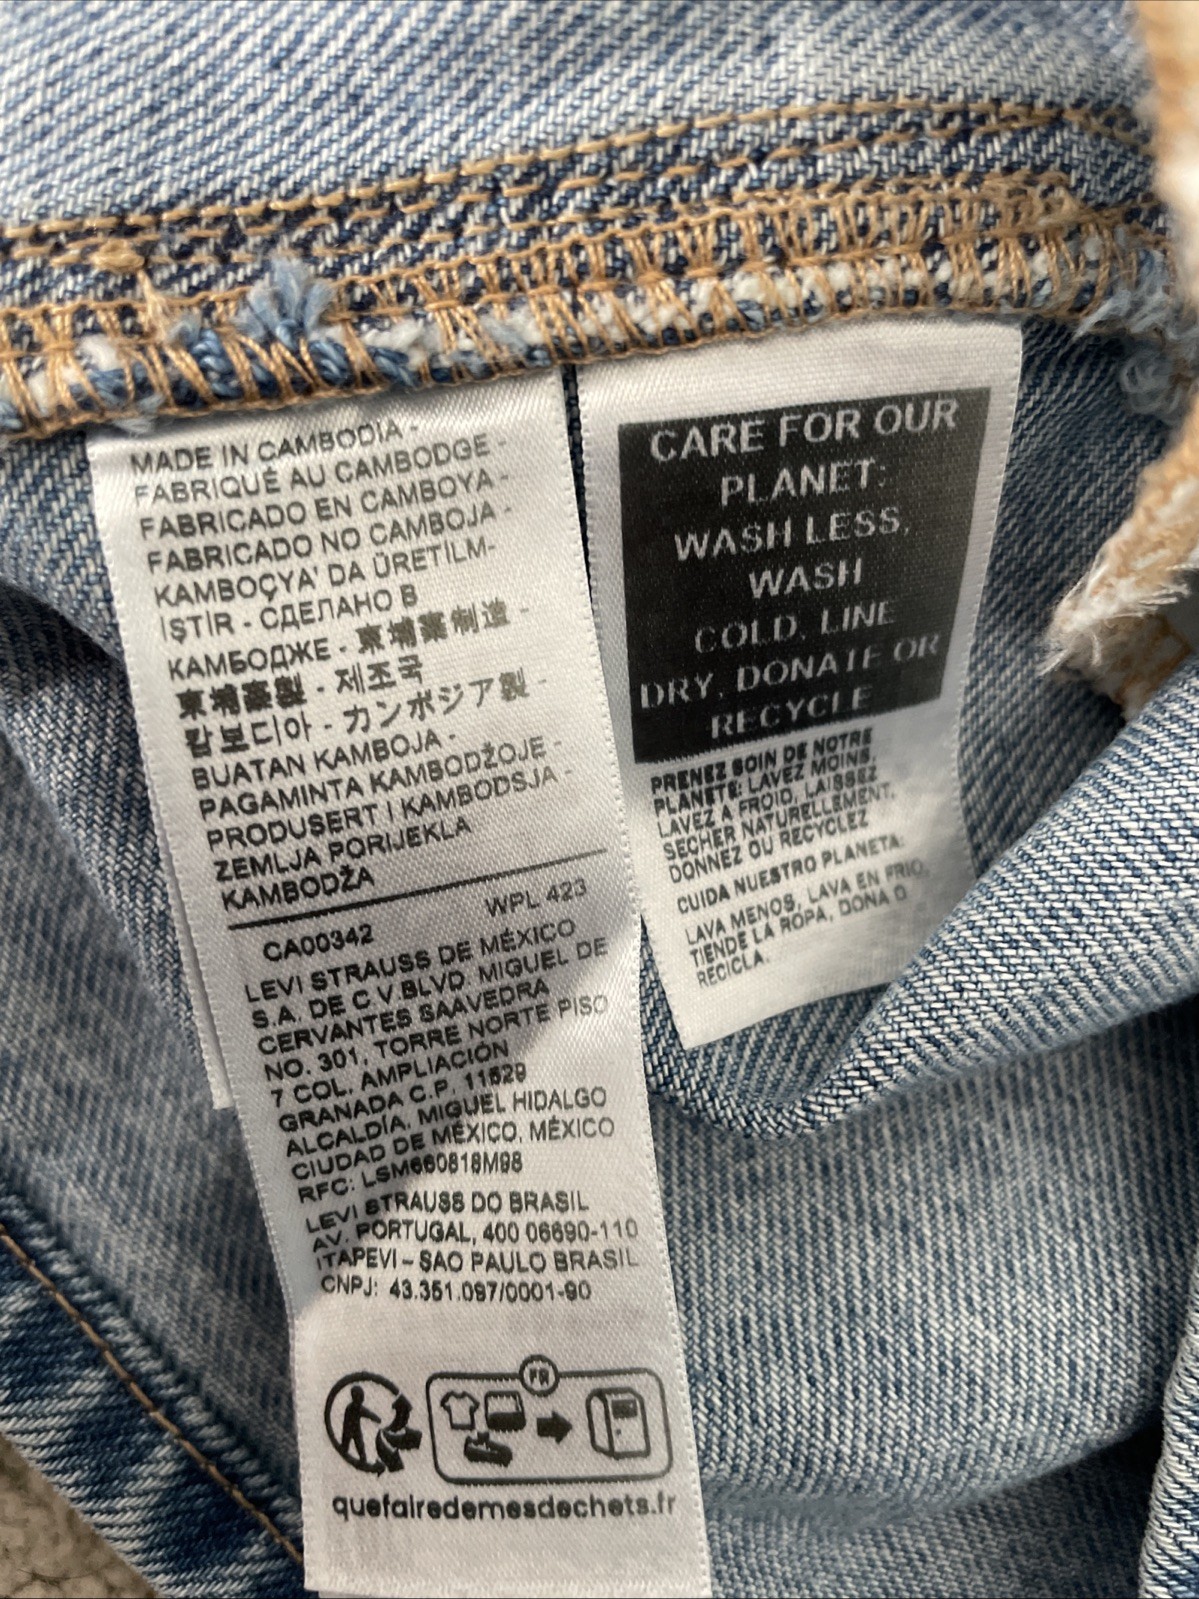 MADE IN CAMBODIA -
FABRIQUÉ AU CAMBODGE -
FABRICADO EN CAMBOYA -
FABRICADO NO CAMBOJA -
KAMBOÇYA' DA ÜRETİLM-
İŞTİR - СДЕЛАНО В
КАМБОДЖЕ - 柬埔寨制造 -
柬埔寨製 - 제조국
캄보디아 - カンボジア製 -
BUATAN KAMBOJA -
PAGAMINTA KAMBODŽOJE -
PRODUSERT I KAMBODSJA -
ZEMLJA PORIJEKLA
KAMBODŽA
WPL 423
CA00342
LEVI STRAUSS DE MÉXICO
S.A. DE C.V.BLVD. MIGUEL DE
CERVANTES SAAVEDRA
NO. 301, TORRE NORTE PISO
7 COL. AMPLIACIÓN
GRANADA C.P. 11529
ALCALDÍA, MIGUEL HIDALGO
CIUDAD DE MÉXICO, MÉXICO
RFC: LSM660818M98
LEVI STRAUSS DO BRASIL
AV. PORTUGAL, 400 06690-110
ITAPEVI – SAO PAULO BRASIL
CNPJ: 43.351.097/0001-90
FR
quefairedemesdechets.fr
CARE FOR OUR
PLANET:
WASH LESS,
WASH
COLD, LINE
DRY, DONATE OR
RECYCLE
PRENEZ SOIN DE NOTRE
PLANETE: LAVEZ MOINS,
LAVEZ A FROID, LAISSEZ
SECHER NATURELLEMENT,
DONNEZ OU RECYCLEZ
CUIDA NUESTRO PLANETA:
LAVA MENOS, LAVA EN FRIO,
TIENDE LA ROPA, DONA O
RECICLA.